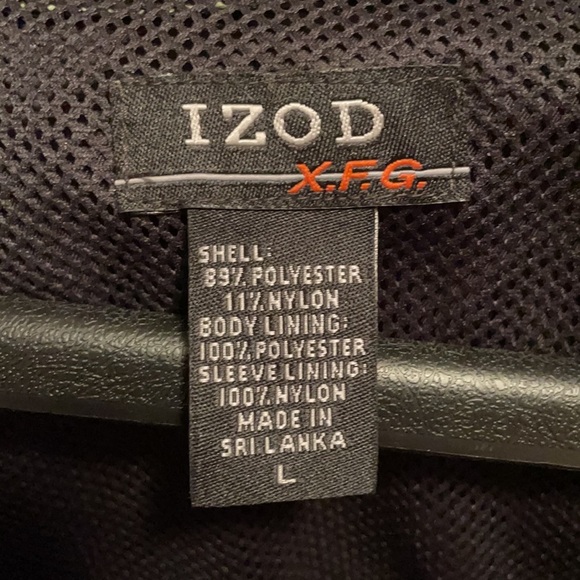 IZOD
X.F.G.
SHELL:
89% POLYESTER
11% NYLON
BODY LINING:
100% POLYESTER
SLEEVE LINING:
100% NYLON
MADE IN
SRI LANKA
L